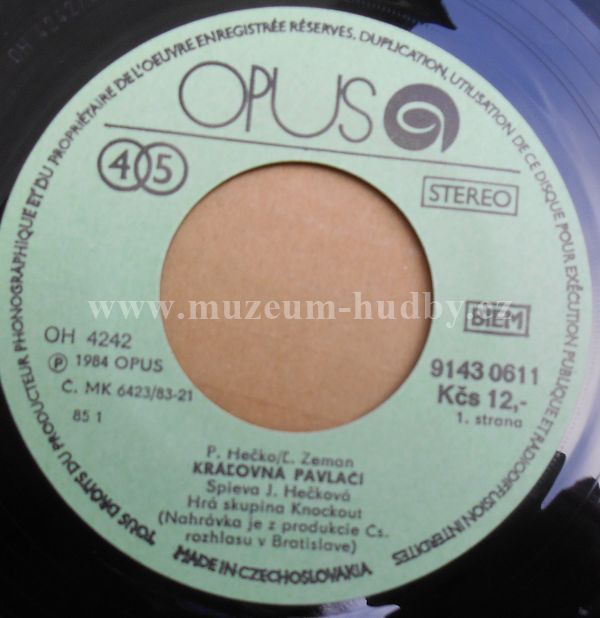 TOUS DROITS DU PRODUCTEUR PHONOGRAPHIQUE ET DU PROPRIÉTAIRE DE L'OEUVRE ENREGISTRÉE RÉSERVES. DUPLICATION, UTILISATION DE CE DISQUE POUR EXÉCUTION PUBLIQUE ET RADIODIFFUSION INTERDITES
OPUS
45
STEREO
www.muzeum-hudby.cz
OH 4242
BIEM
℗ 1984 OPUS
9143 0611
Č. MK 6423/83-21
Kčs 12,-
85 1
1. strana
P. Hečko/Ľ. Zeman
KRÁĽOVNÁ PAVLAČÍ
Spieva J. Hečková
Hrá skupina Knockout
(Nahrávka je z produkcie Čs.
rozhlasu v Bratislave)
MADE IN CZECHOSLOVAKIA